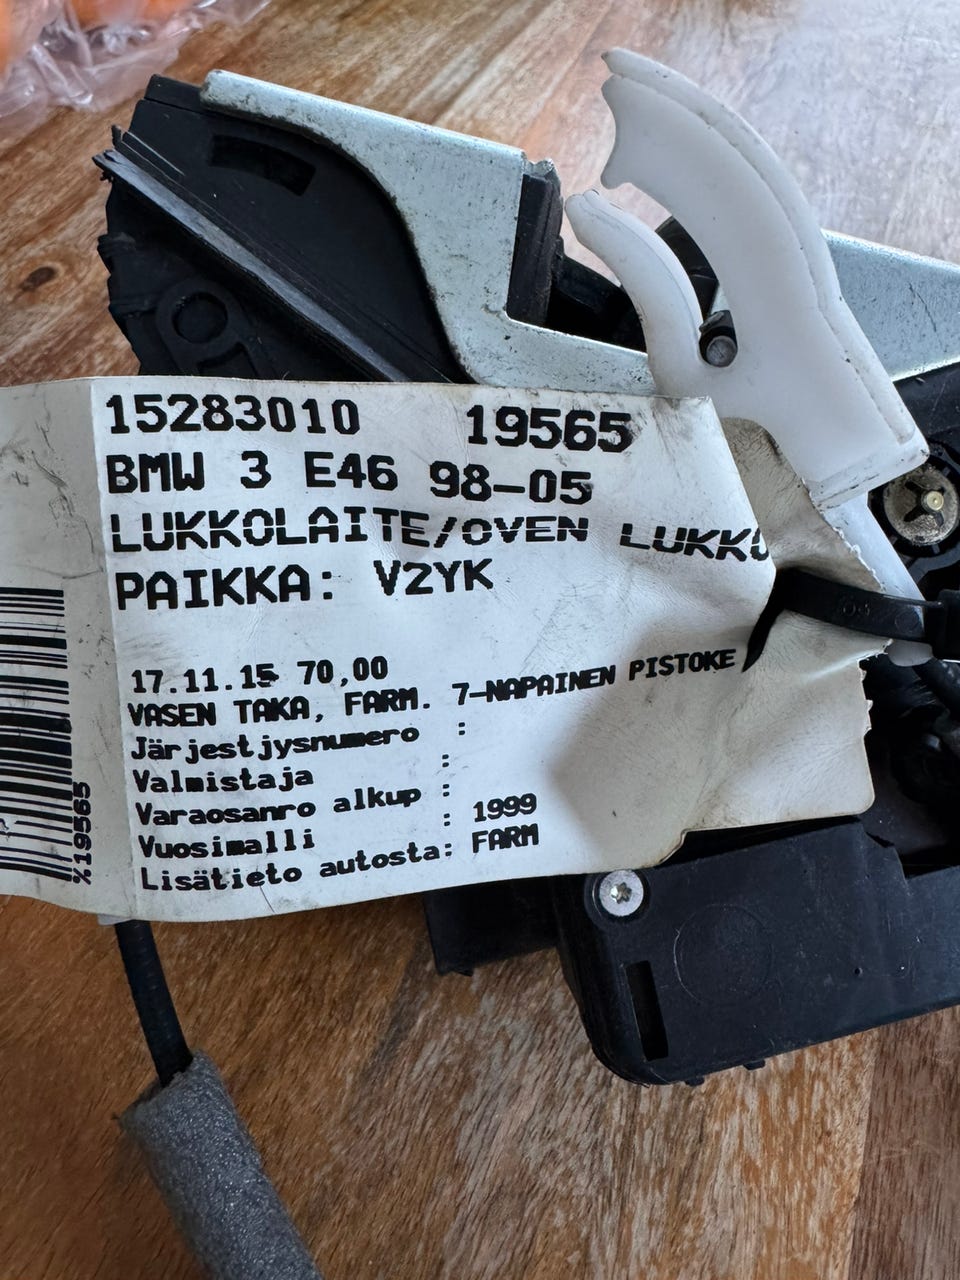 15283010 19565
BMW 3 E46 98-05
LUKKOLAITE/OVEN LUKKO
PAIKKA: V2YK
17.11.15 70,00
VASEN TAKA, FARM. 7-NAPAINEN PISTOKE
Järjestjysnumero :
Valmistaja :
Varaosanro alkup :
Vuosimalli : 1999
Lisätieto autosta: FARM
%19565